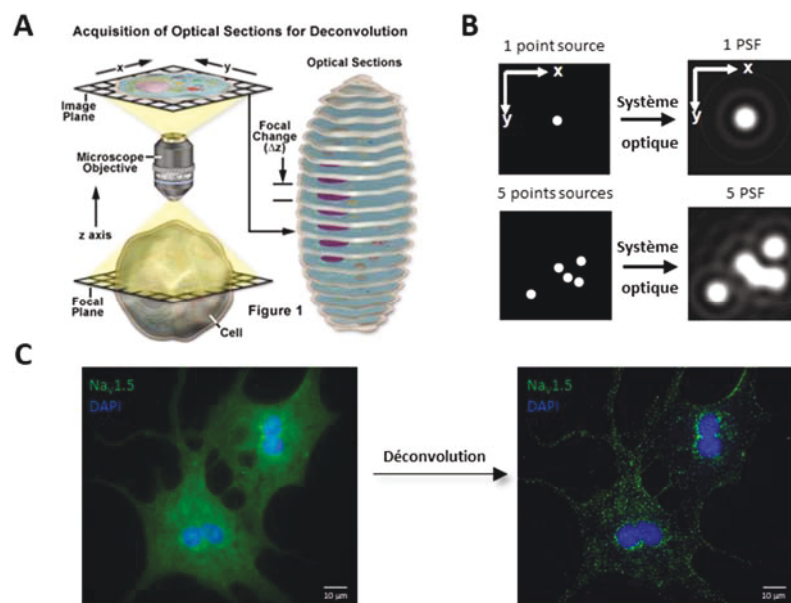 A
Acquisition of Optical Sections for Deconvolution
x
y
Optical Sections
Image
Plane
Focal
Change
(Δz)
Microscope
Objective
z axis
Focal
Plane
Figure 1
Cell
B
1 point source
1 PSF
x
y
Système
optique
x
y
5 points sources
5 PSF
Système
optique
C
Nav1.5
DAPI
10 µm
Déconvolution
Nav1.5
DAPI
10 µm